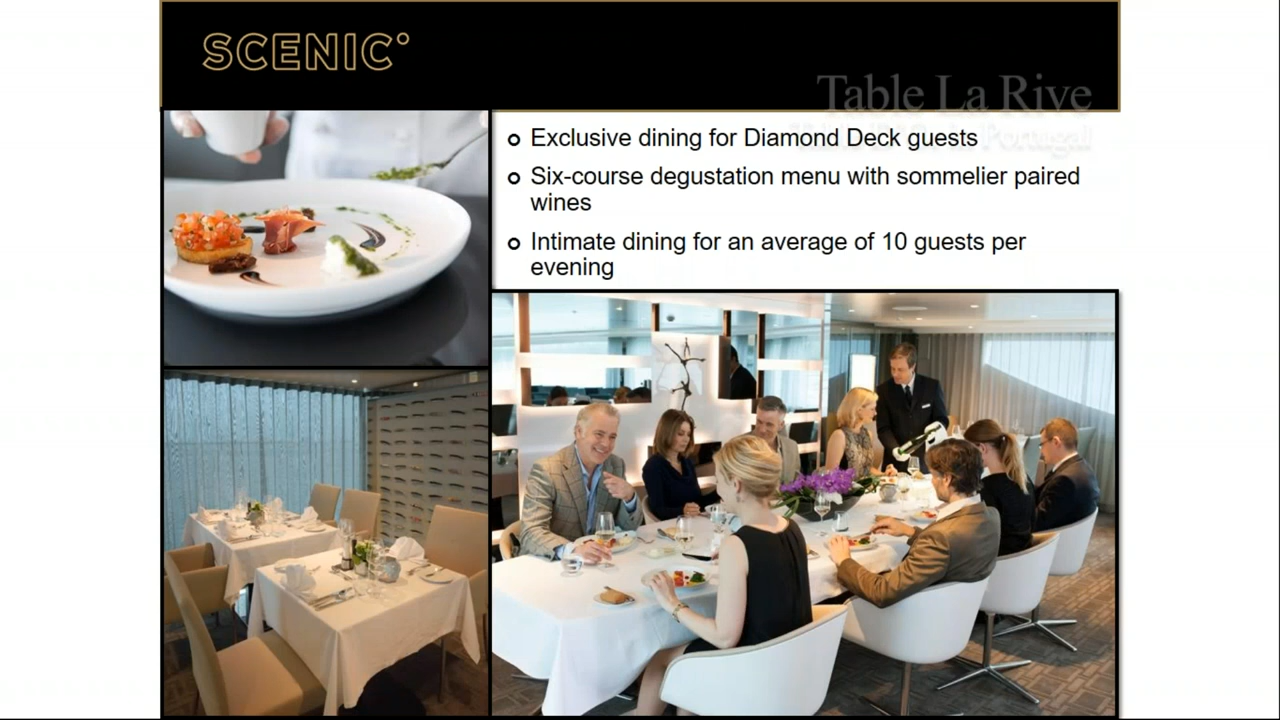 SCENIC°
Table La Rive
Portugal
Exclusive dining for Diamond Deck guests
Six-course degustation menu with sommelier paired
wines
Intimate dining for an average of 10 guests per
evening